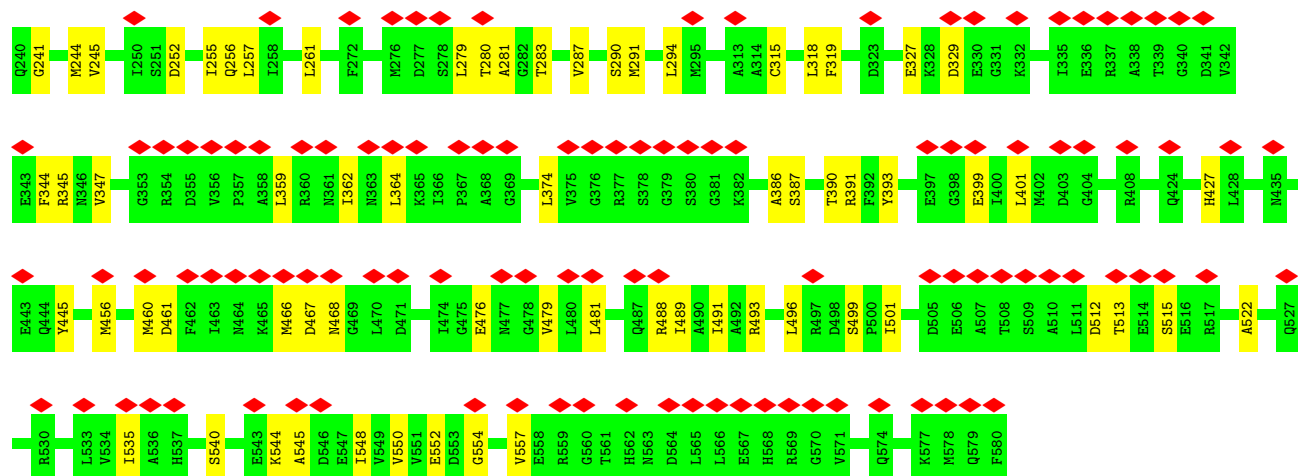 Q240 G241 M244 V245 I250 S251 D252 I255 Q256 L257 I258 L261 F272 M276 D277 S278 L279 T280 A281 G282 T283 V287 S290 M291 L294 M295 A313 A314 C315 L318 F319 D323 E327 K328 D329 E330 G331 K332 I335 E336 R337 A338 T339 G340 D341 V342
E343 F344 R345 N346 V347 G353 R354 D355 V356 P357 A358 L359 R360 N361 I362 N363 L364 K365 I366 P367 A368 G369 L374 V375 G376 R377 S378 G379 S380 G381 K382 A386 S387 T390 R391 F392 Y393 E397 G398 E399 I400 L401 M402 D403 G404 R408 Q424 H427 L428 N435
E443 Q444 Y445 M456 M460 D461 F462 I463 N464 K465 M466 D467 N468 G469 L470 D471 I474 G475 E476 N477 G478 V479 L480 L481 Q487 R488 I489 A490 I491 A492 R493 L496 R497 D498 S499 P500 I501 D505 E506 A507 T508 S509 A510 L511 D512 T513 E514 S515 E516 R517 A522 Q527
R530 L533 V534 I535 A536 H537 S540 E543 K544 A545 D546 E547 I548 V549 V550 V551 E552 D553 G554 V557 E558 R559 G560 T561 H562 N563 D564 L565 L566 E567 H568 R569 G570 V571 Q574 K577 M578 Q579 F580